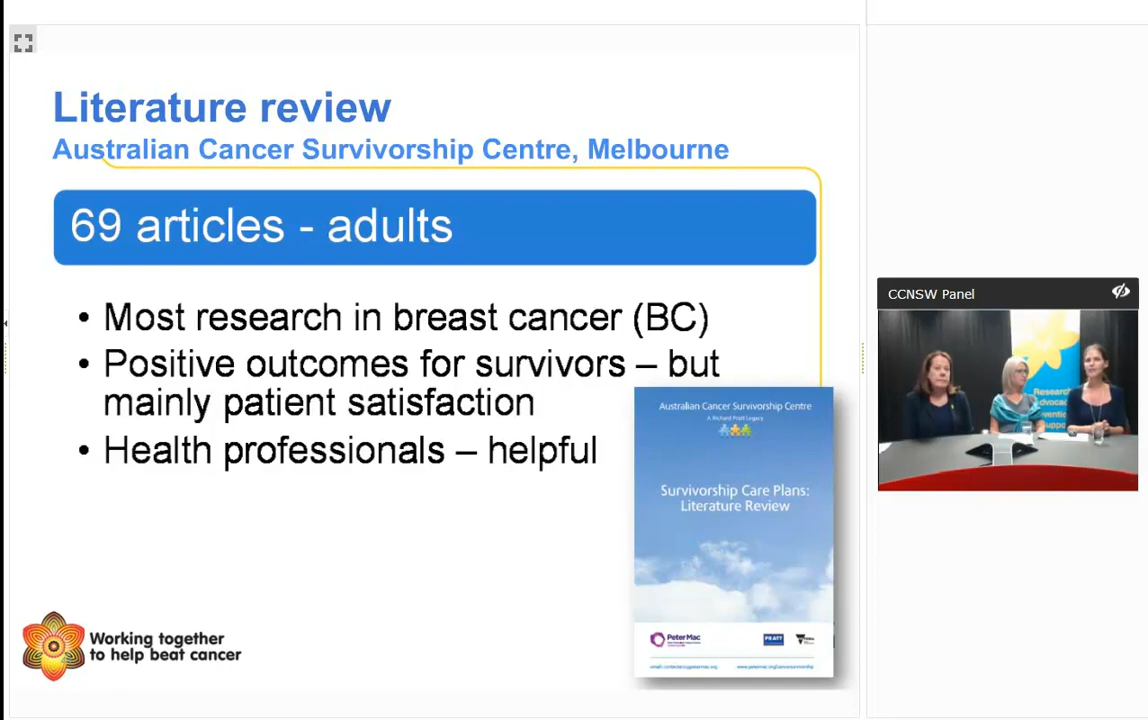 Literature review
Australian Cancer Survivorship Centre, Melbourne
69 articles - adults
• Most research in breast cancer (BC)
• Positive outcomes for survivors – but
mainly patient satisfaction
• Health professionals – helpful
Australian Cancer Survivorship Centre
A Richard Pratt Legacy
Survivorship Care Plans:
Literature Review
Peter Mac
PRATT
Working together
to help beat cancer
CCNSW Panel
Research